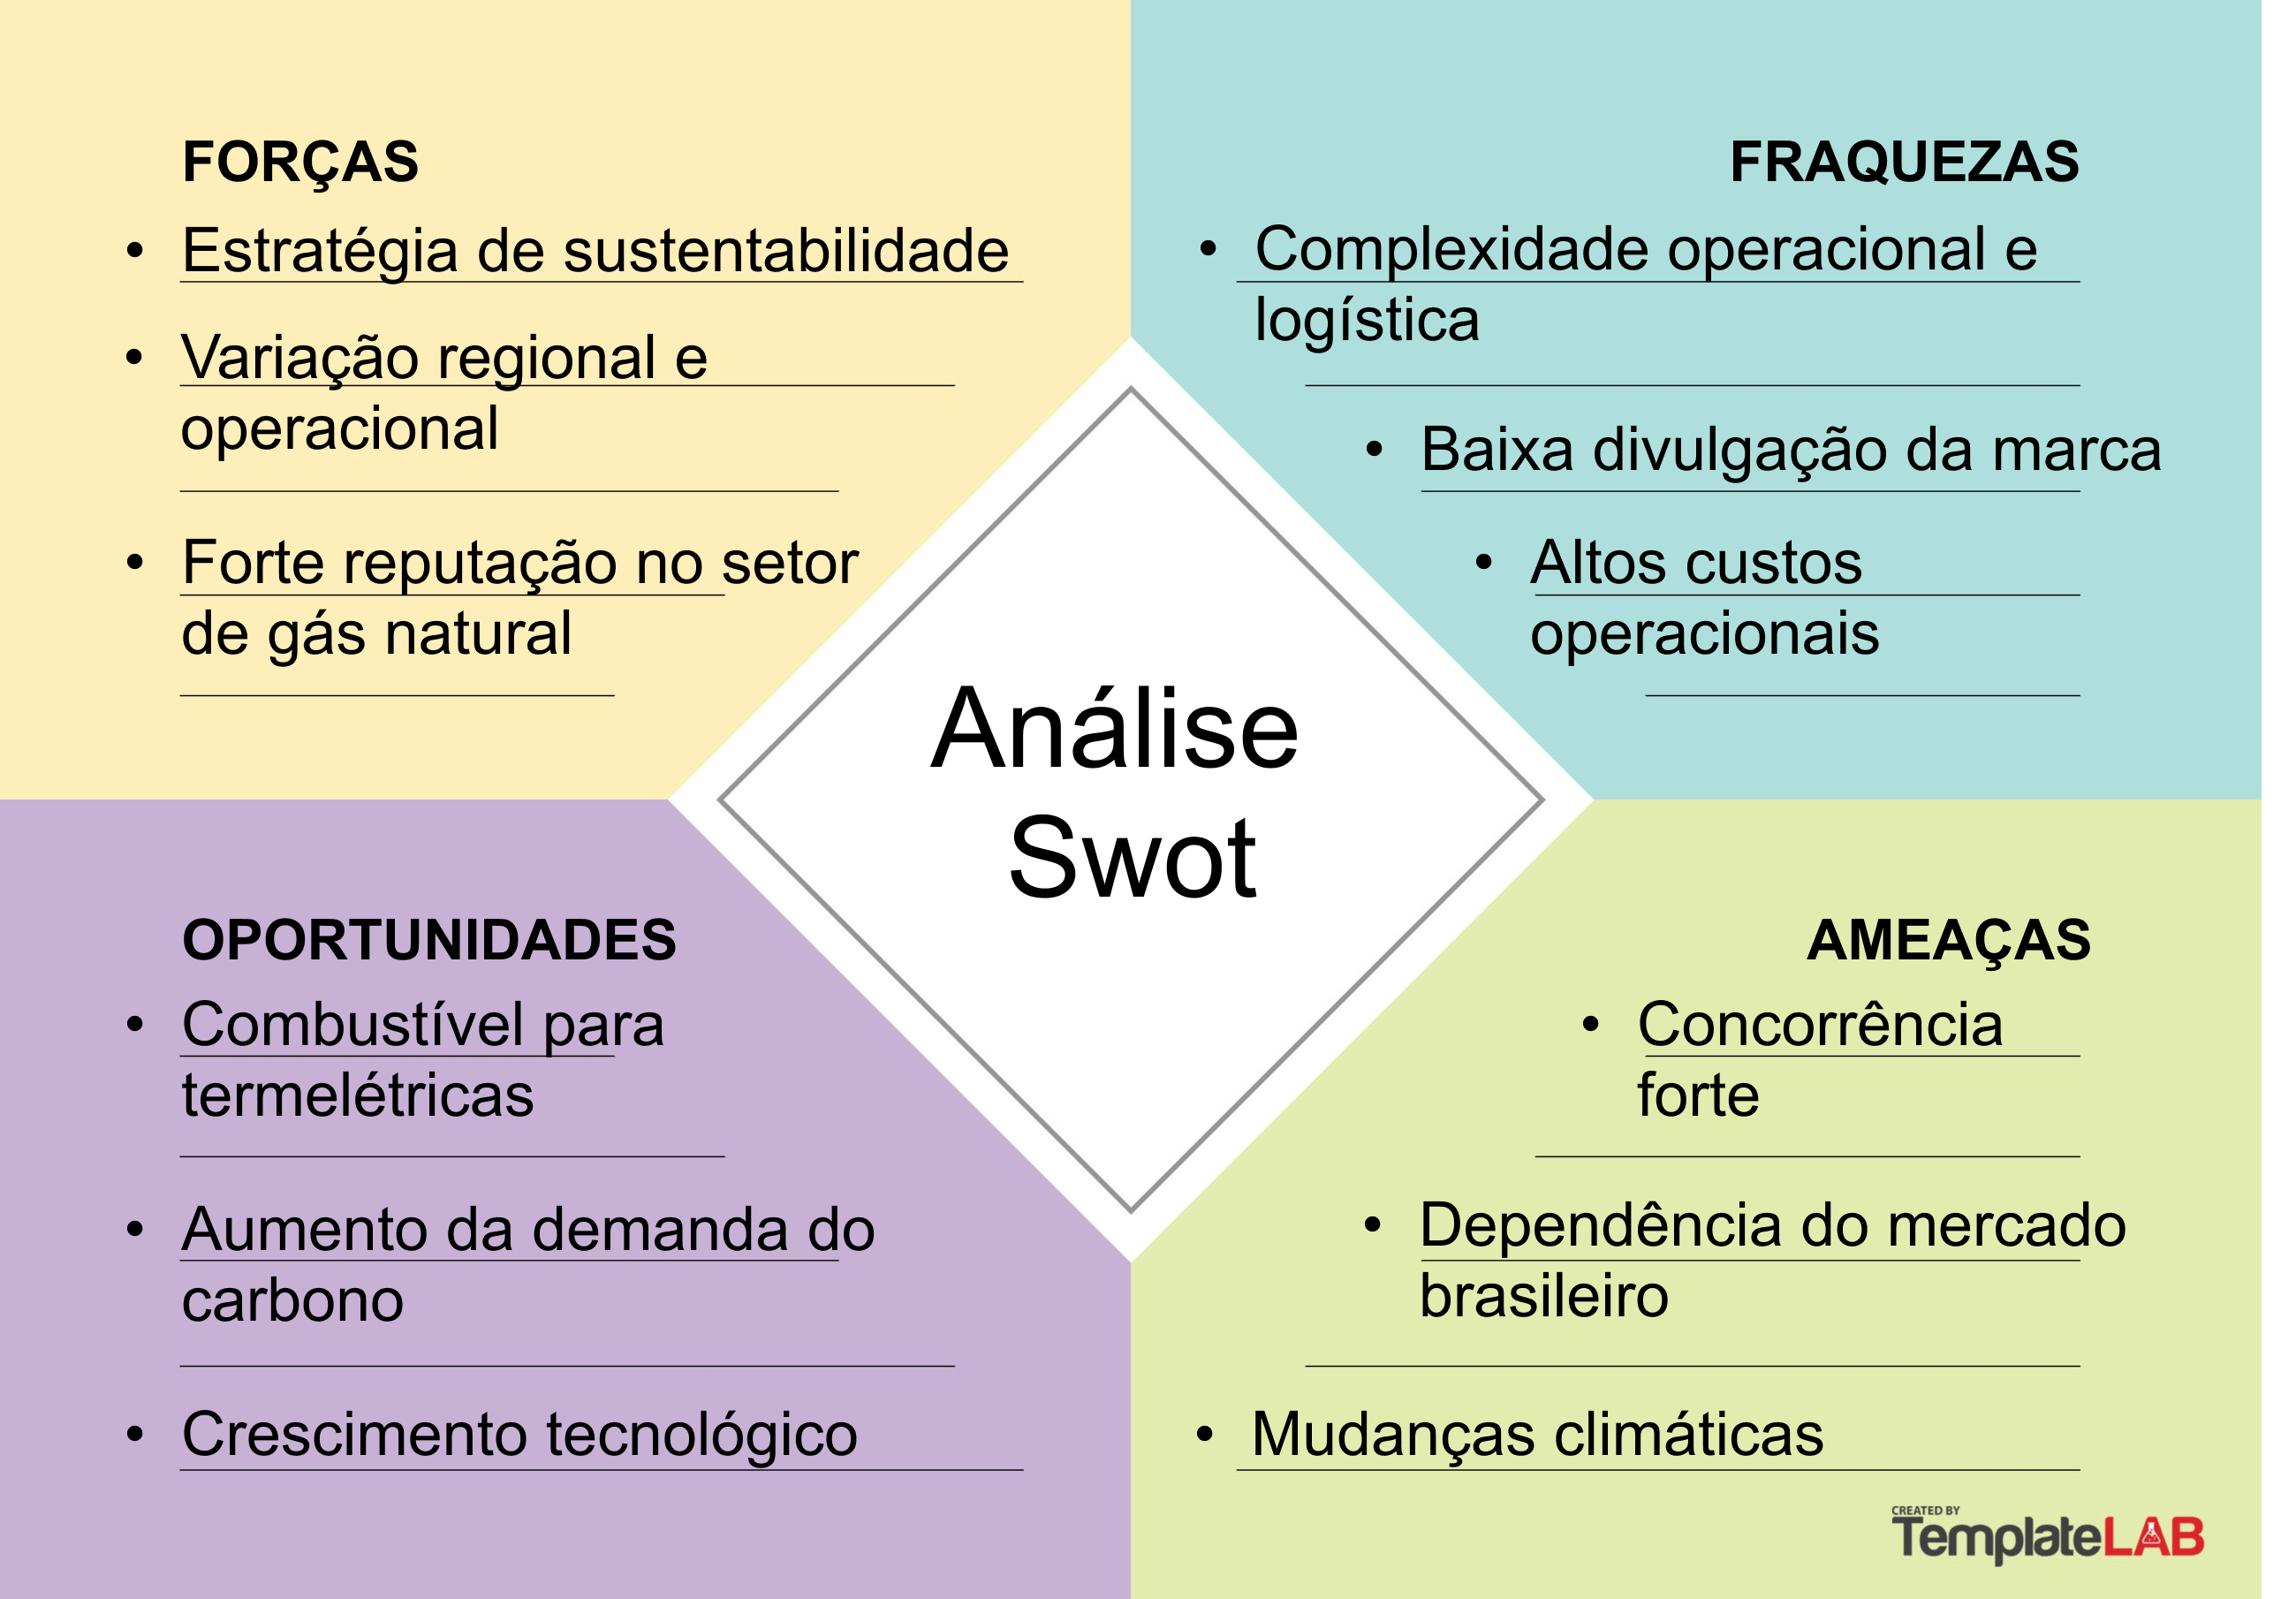 FORÇAS
• Estratégia de sustentabilidade
• Variação regional e
operacional
• Forte reputação no setor
de gás natural
FRAQUEZAS
• Complexidade operacional e
logística
• Baixa divulgação da marca
• Altos custos
operacionais
Análise
Swot
OPORTUNIDADES
• Combustível para
termelétricas
• Aumento da demanda do
carbono
• Crescimento tecnológico
AMEAÇAS
• Concorrência
forte
• Dependência do mercado
brasileiro
• Mudanças climáticas
CREATED BY
TemplateLAB